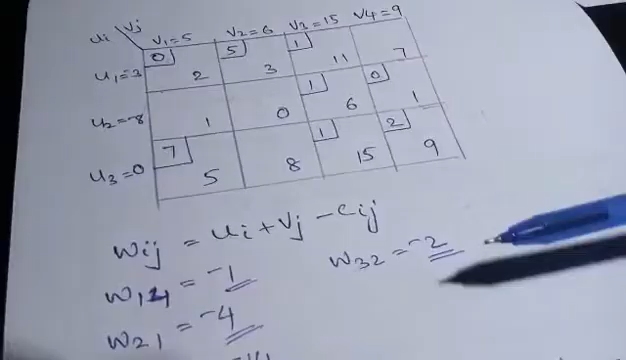 ui vj v1=5 v2=6 v3=15 v4=9
u1=3 0 2 5 3 1 11 7
u2=-8 1 0 1 6 0 1
u3=0 7 5 8 1 15 2 9
wij = ui+vj-cij
w14 = -1 w32 = -2
w21 = -4